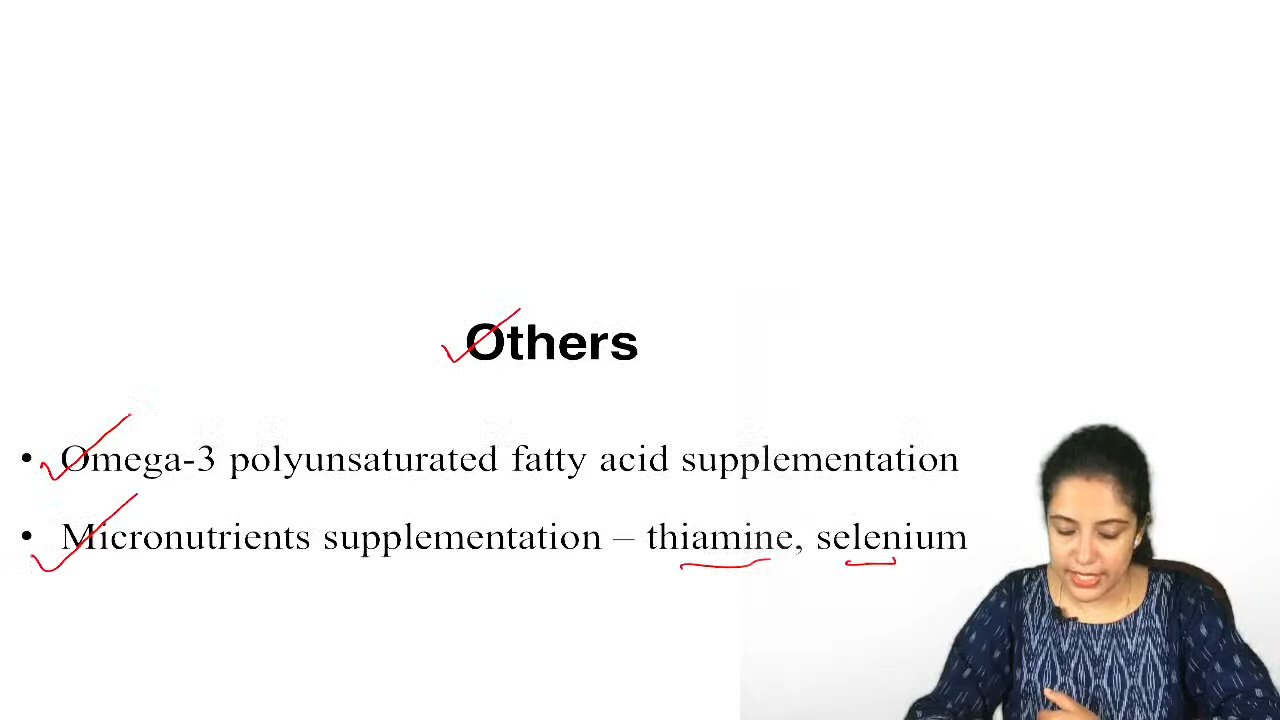 Others
• Omega-3 polyunsaturated fatty acid supplementation
• Micronutrients supplementation – thiamine, selenium